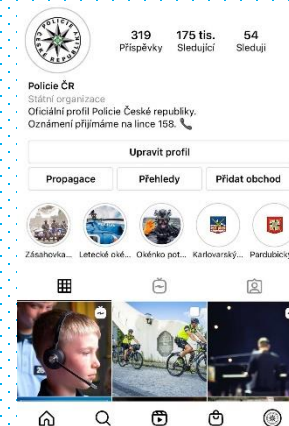 POLICIE ČR
ČESKÉ REPUBLIKY
319 175 tis. 54
Příspěvky Sledující Sleduji
Policie ČR
Státní organizace
Oficiální profil Policie České republiky.
Oznámení přijímáme na lince 158. 📞
Upravit profil
Propagace Přehledy Přidat obchod
Zásahovka... Letecké oké... Okénko pot... Karlovarský... Pardubický